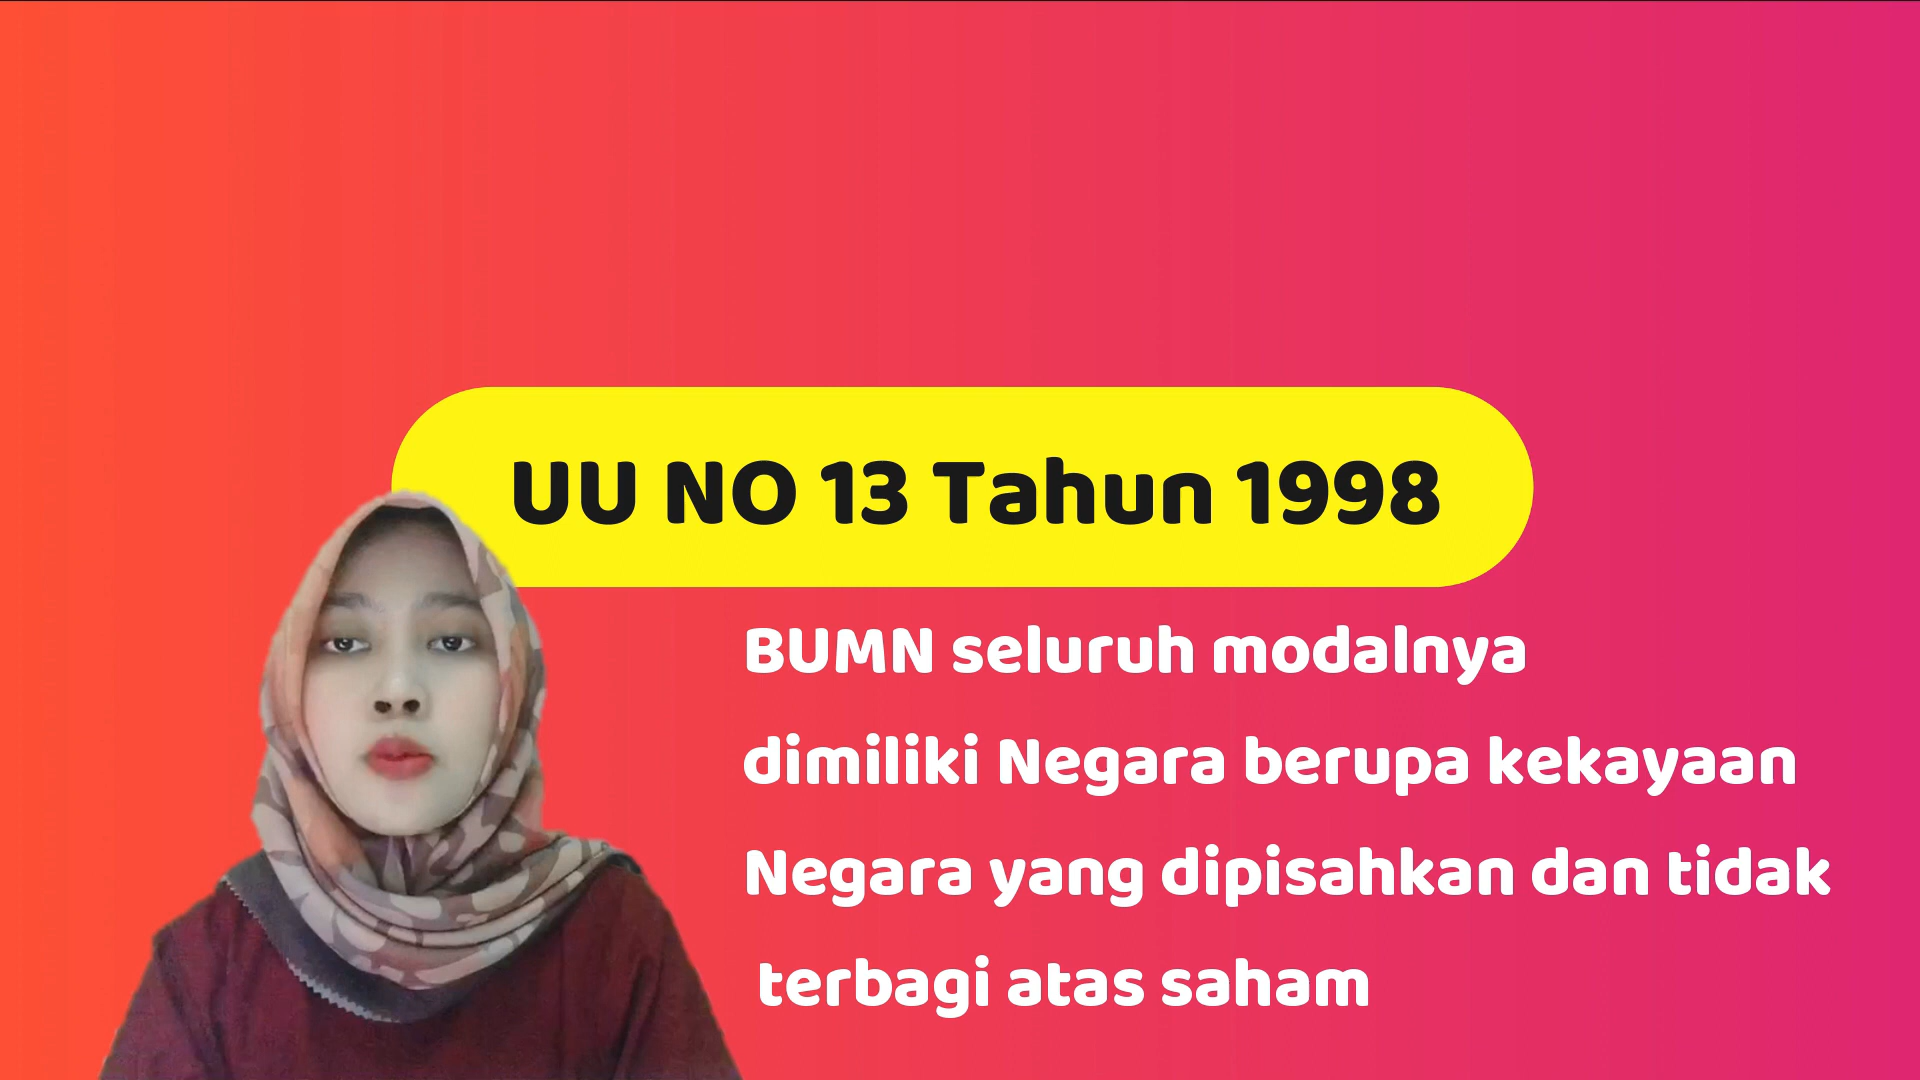 UU NO 13 Tahun 1998
BUMN seluruh modalnya
dimiliki Negara berupa kekayaan
Negara yang dipisahkan dan tidak
terbagi atas saham